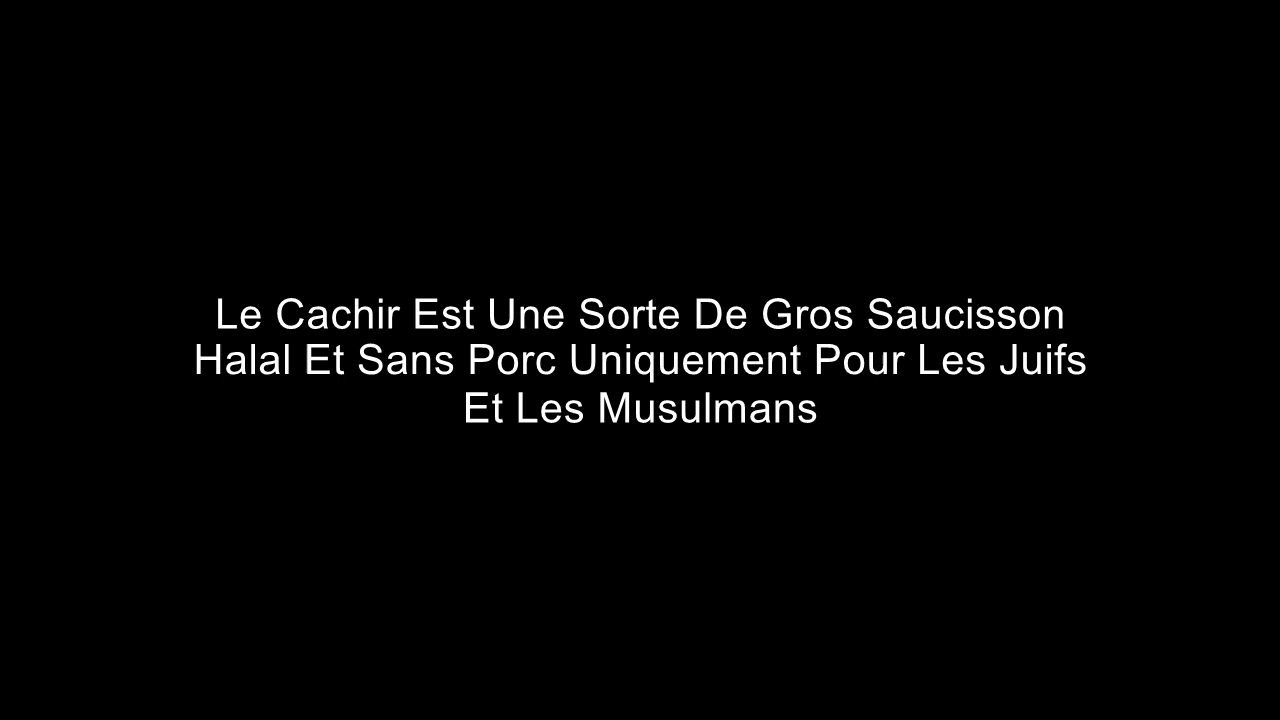 Le Cachir Est Une Sorte De Gros Saucisson
Halal Et Sans Porc Uniquement Pour Les Juifs
Et Les Musulmans